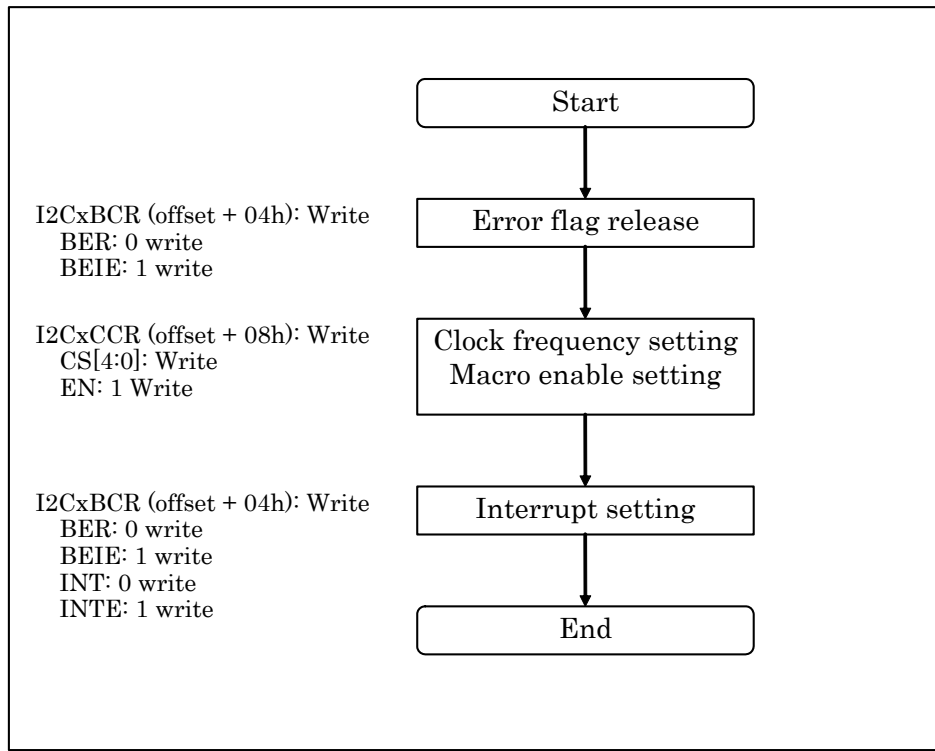 Start
I2CxBCR (offset + 04h): Write
BER: 0 write
BEIE: 1 write
Error flag release
I2CxCCR (offset + 08h): Write
CS[4:0]: Write
EN: 1 Write
Clock frequency setting
Macro enable setting
I2CxBCR (offset + 04h): Write
BER: 0 write
BEIE: 1 write
INT: 0 write
INTE: 1 write
Interrupt setting
End